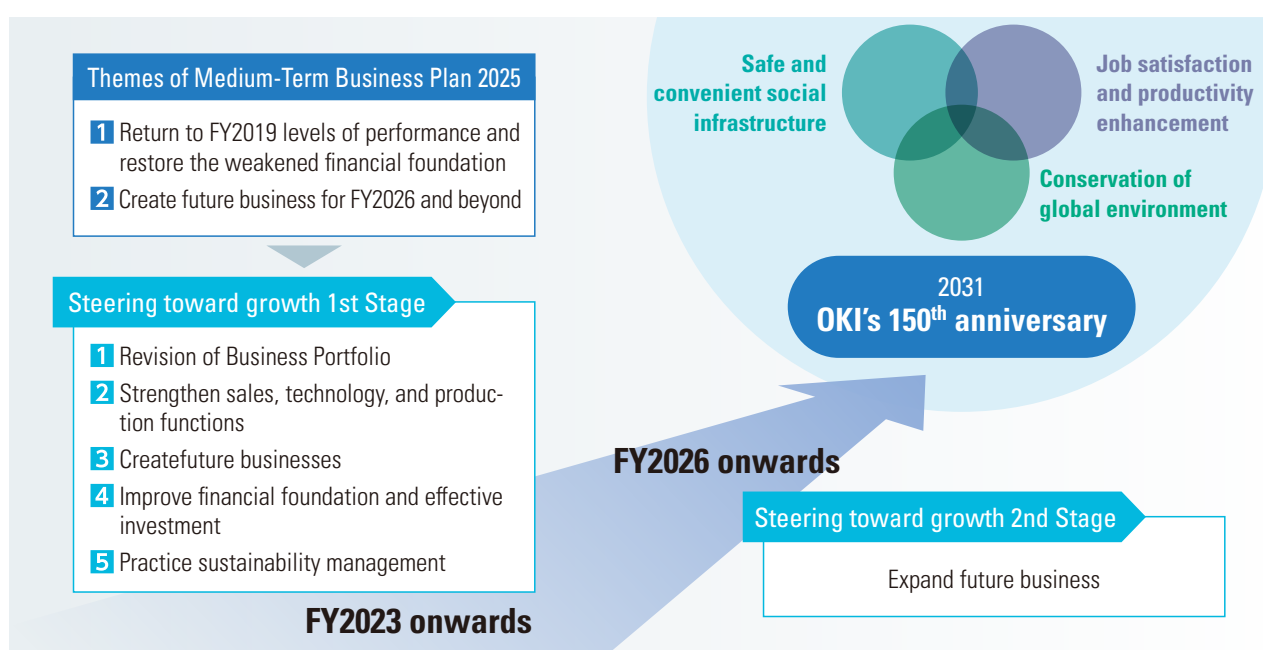 Themes of Medium-Term Business Plan 2025
1 Return to FY2019 levels of performance and
restore the weakened financial foundation
2 Create future business for FY2026 and beyond
Steering toward growth 1st Stage
1 Revision of Business Portfolio
2 Strengthen sales, technology, and produc-
tion functions
3 Createfuture businesses
4 Improve financial foundation and effective
investment
5 Practice sustainability management
FY2023 onwards
Safe and
convenient social
infrastructure
Job satisfaction
and productivity
enhancement
Conservation of
global environment
2031
OKI's 150th anniversary
FY2026 onwards
Steering toward growth 2nd Stage
Expand future business